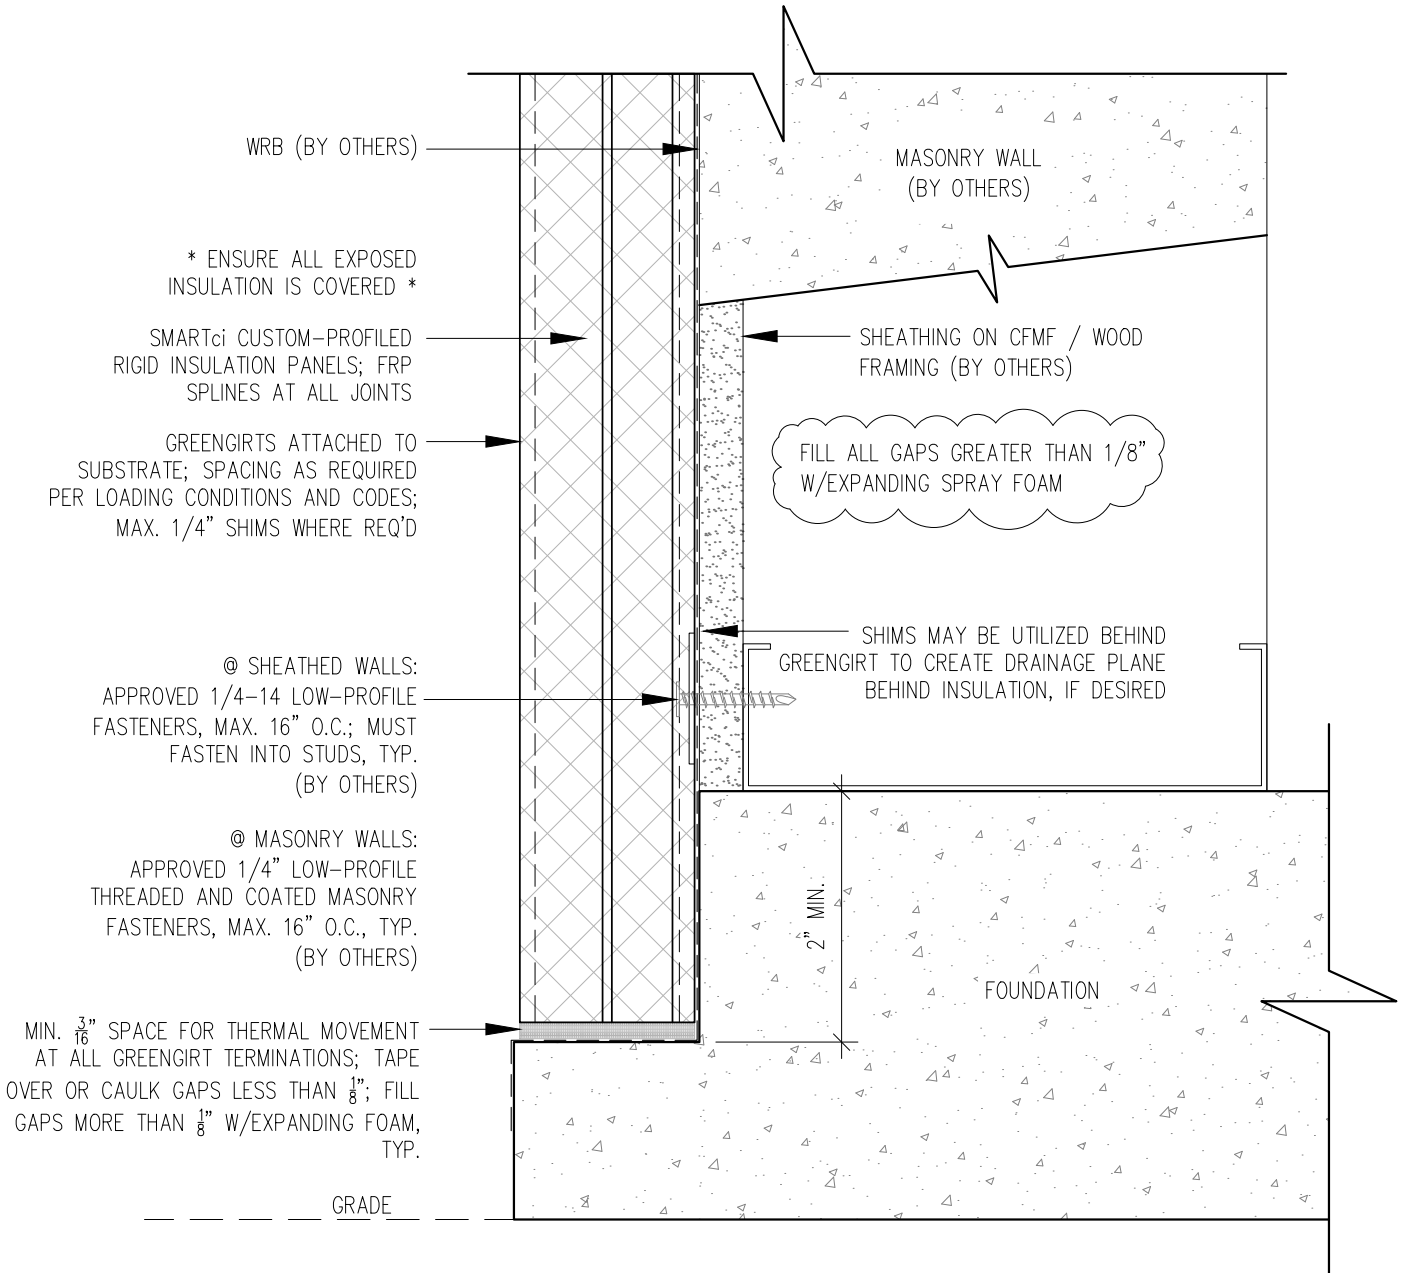 WRB (BY OTHERS)
MASONRY WALL
(BY OTHERS)
* ENSURE ALL EXPOSED
INSULATION IS COVERED *
SMARTci CUSTOM-PROFILED
RIGID INSULATION PANELS; FRP
SPLINES AT ALL JOINTS
SHEATHING ON CFMF / WOOD
FRAMING (BY OTHERS)
GREENGIRTS ATTACHED TO
SUBSTRATE; SPACING AS REQUIRED
PER LOADING CONDITIONS AND CODES;
MAX. 1/4” SHIMS WHERE REQ'D
FILL ALL GAPS GREATER THAN 1/8”
W/EXPANDING SPRAY FOAM
SHIMS MAY BE UTILIZED BEHIND
GREENGIRT TO CREATE DRAINAGE PLANE
BEHIND INSULATION, IF DESIRED
@ SHEATHED WALLS:
APPROVED 1/4-14 LOW-PROFILE
FASTENERS, MAX. 16” O.C.; MUST
FASTEN INTO STUDS, TYP.
(BY OTHERS)
@ MASONRY WALLS:
APPROVED 1/4” LOW-PROFILE
THREADED AND COATED MASONRY
FASTENERS, MAX. 16” O.C., TYP.
(BY OTHERS)
2” MIN.
FOUNDATION
MIN. 3/16” SPACE FOR THERMAL MOVEMENT
AT ALL GREENGIRT TERMINATIONS; TAPE
OVER OR CAULK GAPS LESS THAN 1/8”; FILL
GAPS MORE THAN 1/8” W/EXPANDING FOAM,
TYP.
GRADE